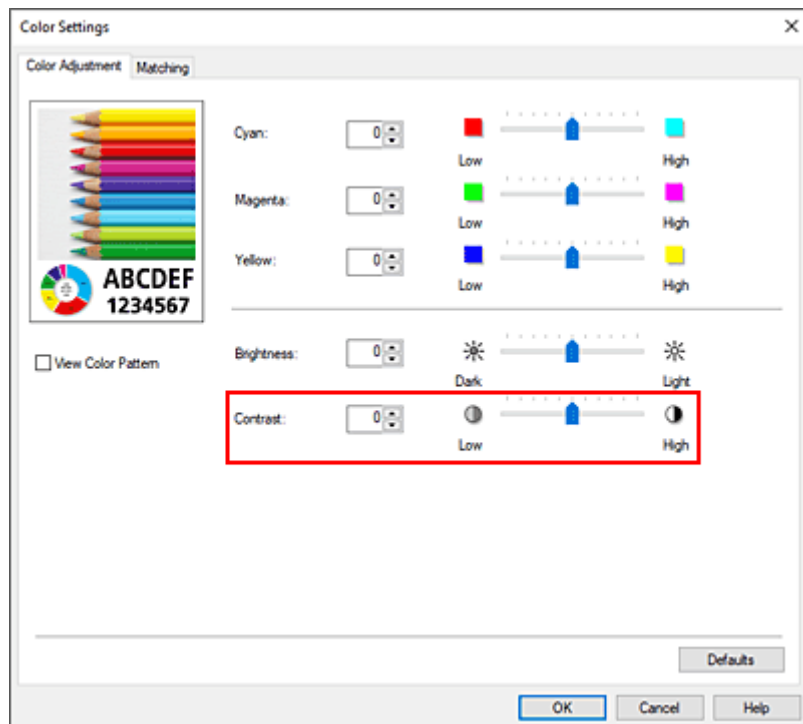 Color Settings
Color Adjustment Matching
Cyan: 0
Low High
Magenta: 0
Low High
Yellow: 0
Low High
ABCDEF
1234567
View Color Pattern
Brightness: 0
Dark Light
Contrast: 0
Low High
Defaults
OK Cancel Help